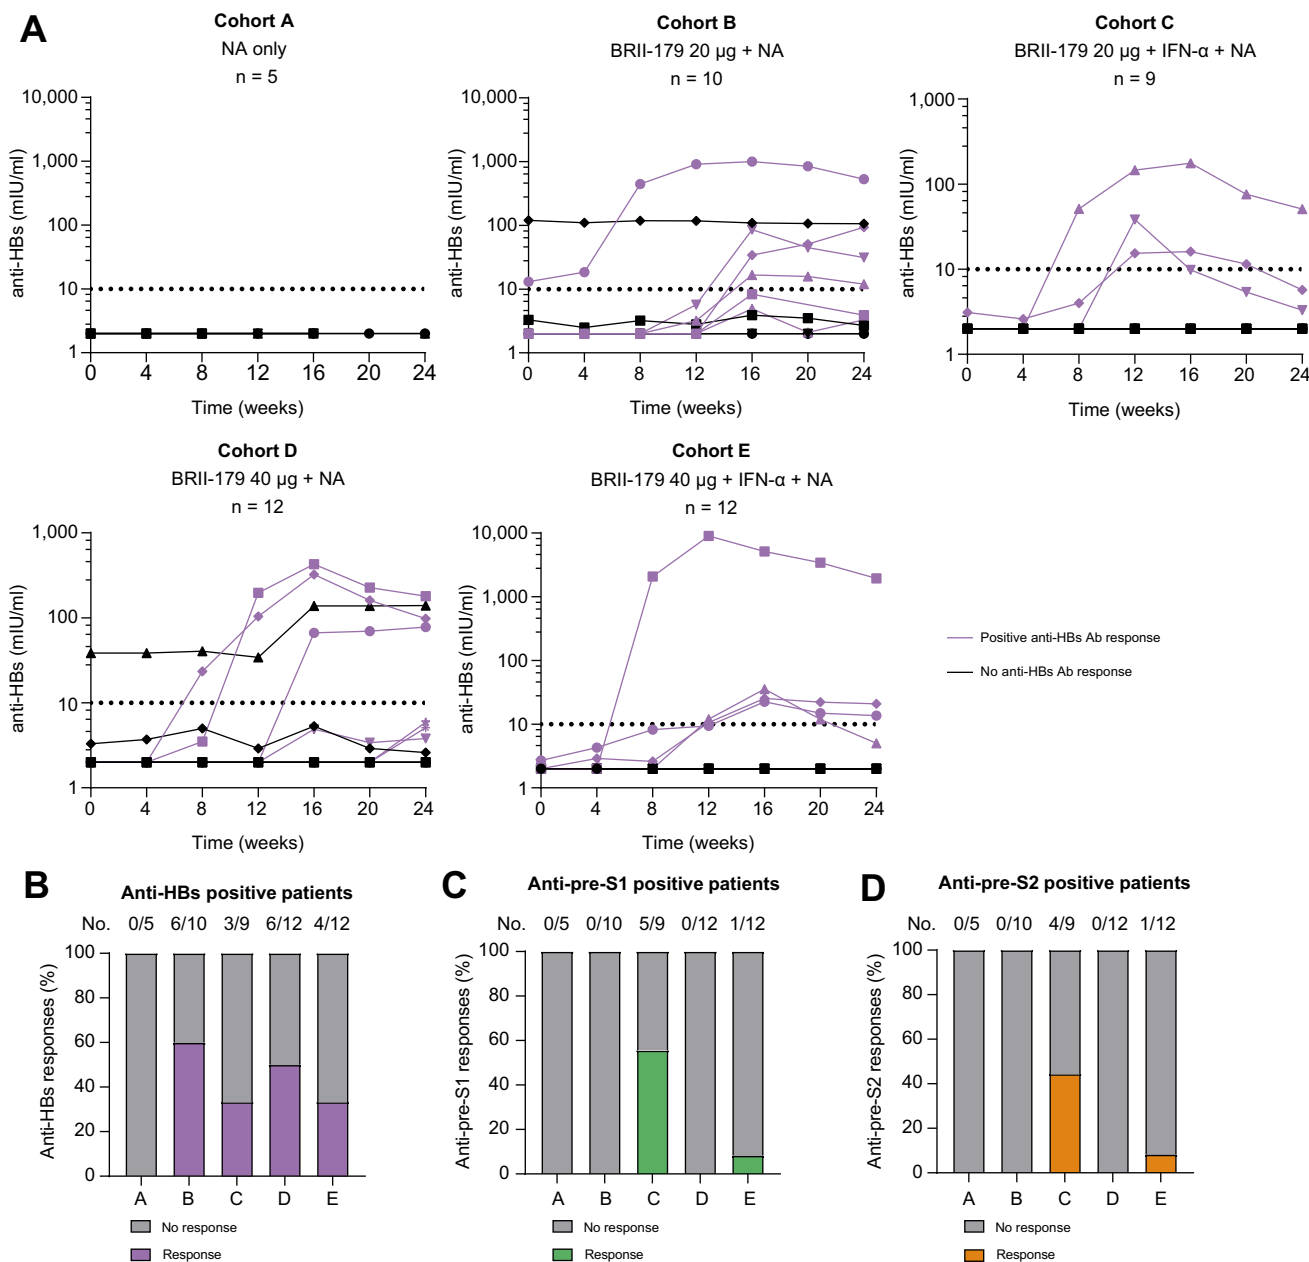 A
Cohort A
NA only
n = 5
10,000
1,000
100
10
1
anti-HBs (mIU/ml)
0 4 8 12 16 20 24
Time (weeks)
Cohort B
BRII-179 20 µg + NA
n = 10
10,000
1,000
100
10
1
anti-HBs (mIU/ml)
0 4 8 12 16 20 24
Time (weeks)
Cohort C
BRII-179 20 µg + IFN-α + NA
n = 9
1,000
100
10
1
anti-HBs (mIU/ml)
0 4 8 12 16 20 24
Time (weeks)
Cohort D
BRII-179 40 µg + NA
n = 12
1,000
100
10
1
anti-HBs (mIU/ml)
0 4 8 12 16 20 24
Time (weeks)
Cohort E
BRII-179 40 µg + IFN-α + NA
n = 12
10,000
1,000
100
10
1
anti-HBs (mIU/ml)
0 4 8 12 16 20 24
Time (weeks)
Positive anti-HBs Ab response
No anti-HBs Ab response
B
Anti-HBs positive patients
No. 0/5 6/10 3/9 6/12 4/12
100
80
60
40
20
0
Anti-HBs responses (%)
A B C D E
No response
Response
C
Anti-pre-S1 positive patients
No. 0/5 0/10 5/9 0/12 1/12
100
80
60
40
20
0
Anti-pre-S1 responses (%)
A B C D E
No response
Response
D
Anti-pre-S2 positive patients
No. 0/5 0/10 4/9 0/12 1/12
100
80
60
40
20
0
Anti-pre-S2 responses (%)
A B C D E
No response
Response